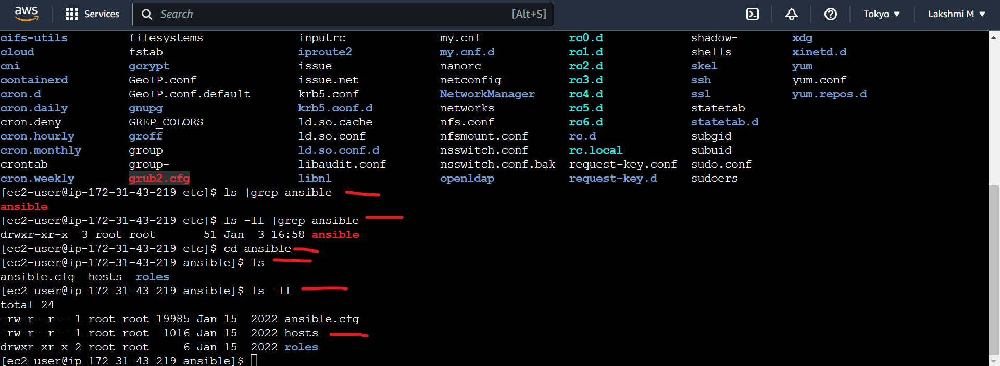 aws Services Search [Alt+S] Tokyo Lakshmi M
cifs-utils filesystems inputrc my.cnf rc0.d shadow- xdg
cloud fstab iproute2 my.cnf.d rc1.d shells xinetd.d
cni gcrypt issue nanorc rc2.d skel yum
containerd GeoIP.conf issue.net netconfig rc3.d ssh yum.conf
cron.d GeoIP.conf.default krb5.conf NetworkManager rc4.d ssl yum.repos.d
cron.daily gnupg krb5.conf.d networks rc5.d statetab
cron.deny GREP_COLORS ld.so.cache nfs.conf rc6.d statetab.d
cron.hourly groff ld.so.conf nfsmount.conf rc.d subgid
cron.monthly group ld.so.conf.d nsswitch.conf rc.local subuid
crontab group- libaudit.conf nsswitch.conf.bak request-key.conf sudo.conf
cron.weekly grub2.cfg libnl openldap request-key.d sudoers
[ec2-user@ip-172-31-43-219 etc]$ ls |grep ansible
ansible
[ec2-user@ip-172-31-43-219 etc]$ ls -ll |grep ansible
drwxr-xr-x 3 root root 51 Jan 3 16:58 ansible
[ec2-user@ip-172-31-43-219 etc]$ cd ansible
[ec2-user@ip-172-31-43-219 ansible]$ ls
ansible.cfg hosts roles
[ec2-user@ip-172-31-43-219 ansible]$ ls -ll
total 24
-rw-r--r-- 1 root root 19985 Jan 15 2022 ansible.cfg
-rw-r--r-- 1 root root 1016 Jan 15 2022 hosts
drwxr-xr-x 2 root root 6 Jan 15 2022 roles
[ec2-user@ip-172-31-43-219 ansible]$